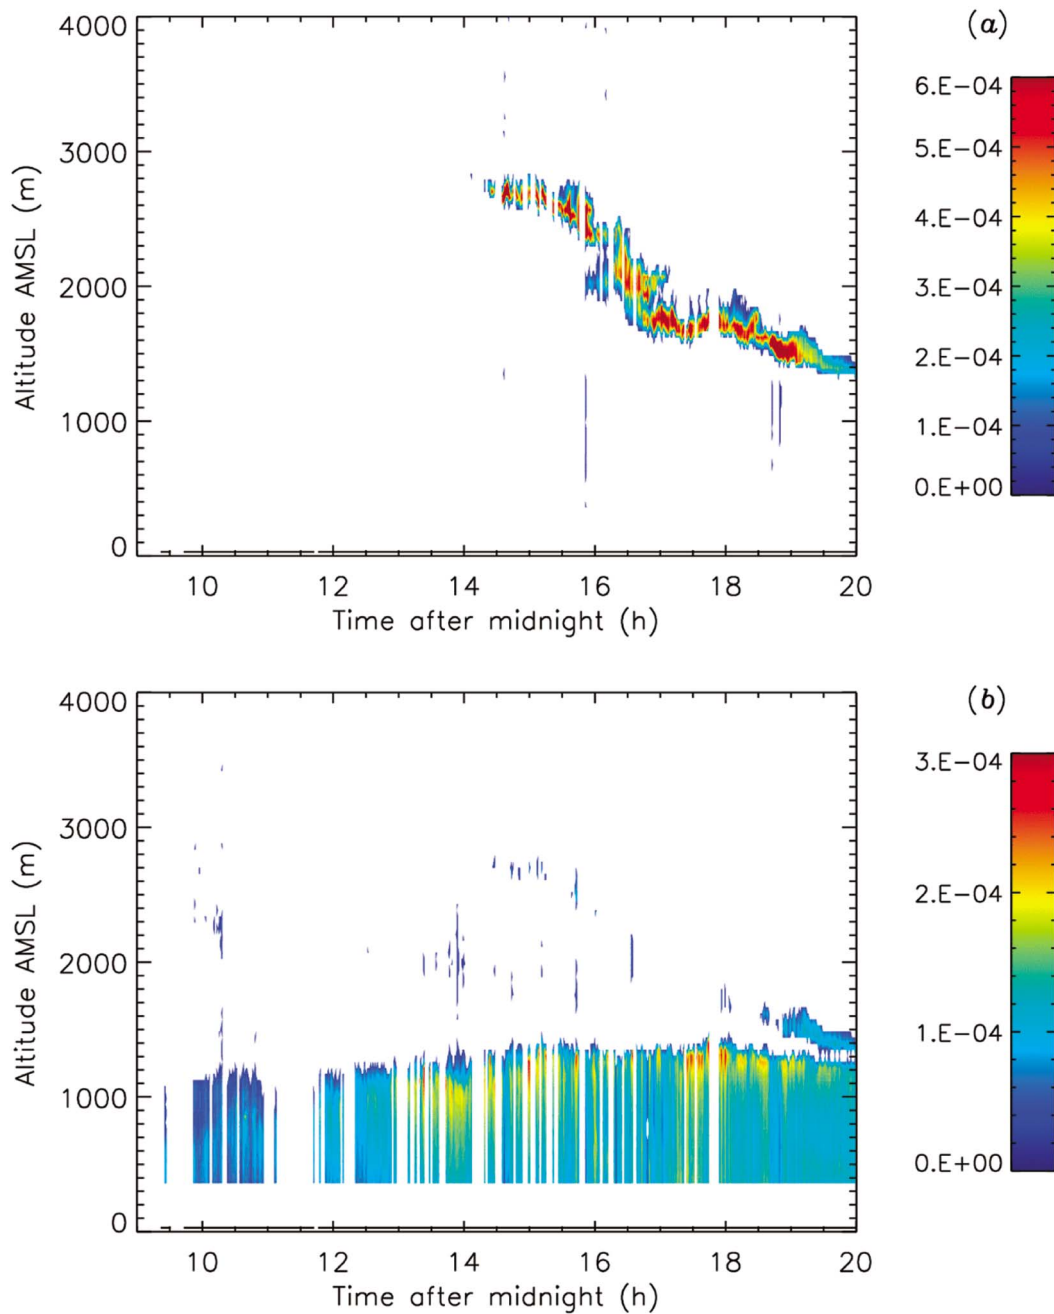 (a)
4000
3000
2000
1000
0
Altitude AMSL (m)
10 12 14 16 18 20
Time after midnight (h)
6.E-04
5.E-04
4.E-04
3.E-04
2.E-04
1.E-04
0.E+00
(b)
4000
3000
2000
1000
0
Altitude AMSL (m)
10 12 14 16 18 20
Time after midnight (h)
3.E-04
2.E-04
1.E-04
0.E+00